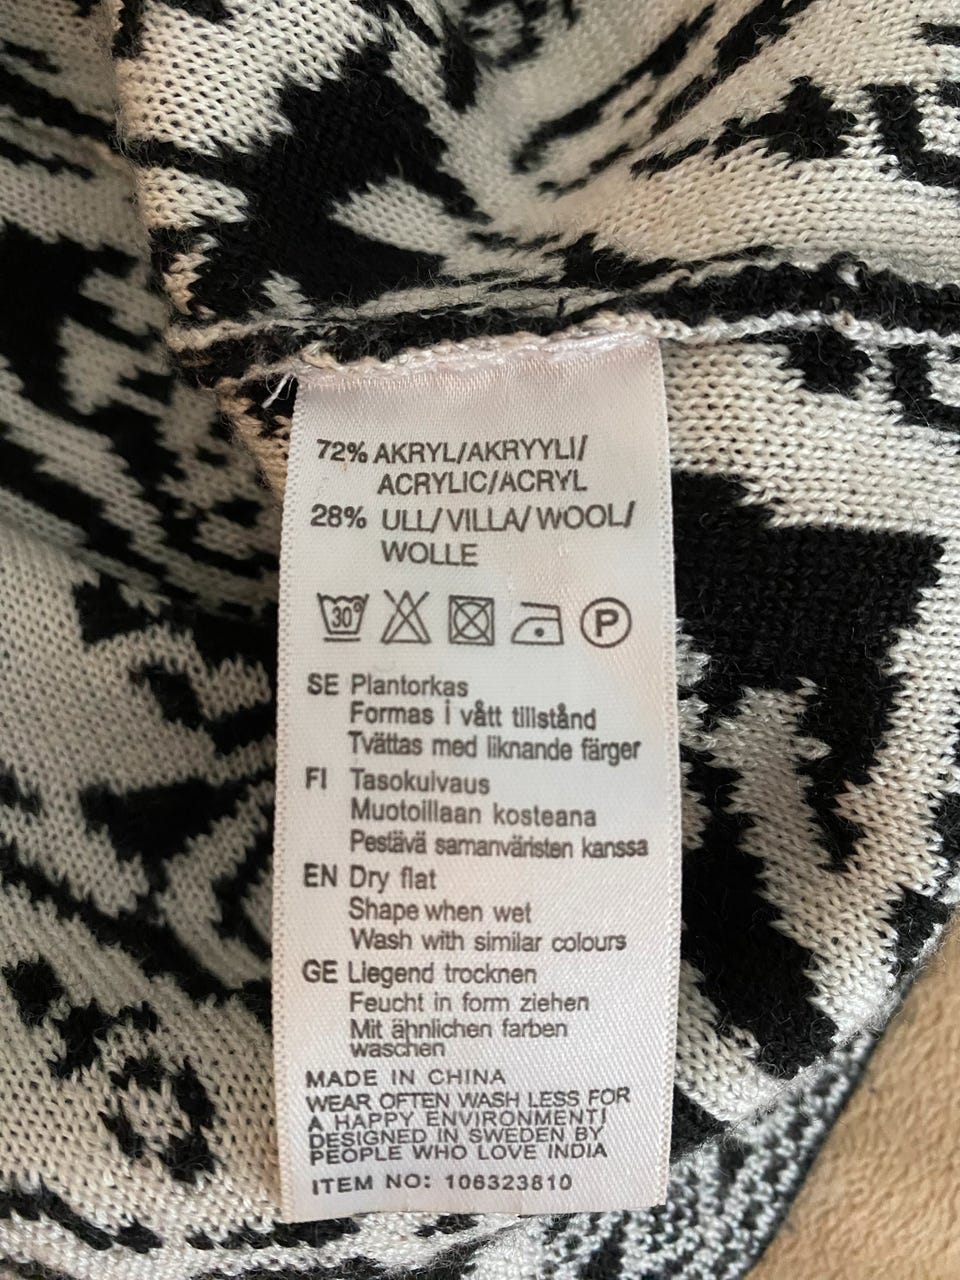 72% AKRYL/AKRYYLI/
ACRYLIC/ACRYL
28% ULL/VILLA/WOOL/
WOLLE
30°
P
SE Plantorkas
Formas i vått tillstånd
Tvättas med liknande färger
FI Tasokuivaus
Muotoillaan kosteana
Pestävä samanväristen kanssa
EN Dry flat
Shape when wet
Wash with similar colours
GE Liegend trocknen
Feucht in form ziehen
Mit ähnlichen farben
waschen
MADE IN CHINA
WEAR OFTEN WASH LESS FOR
A HAPPY ENVIRONMENT!
DESIGNED IN SWEDEN BY
PEOPLE WHO LOVE INDIA
ITEM NO: 106323810